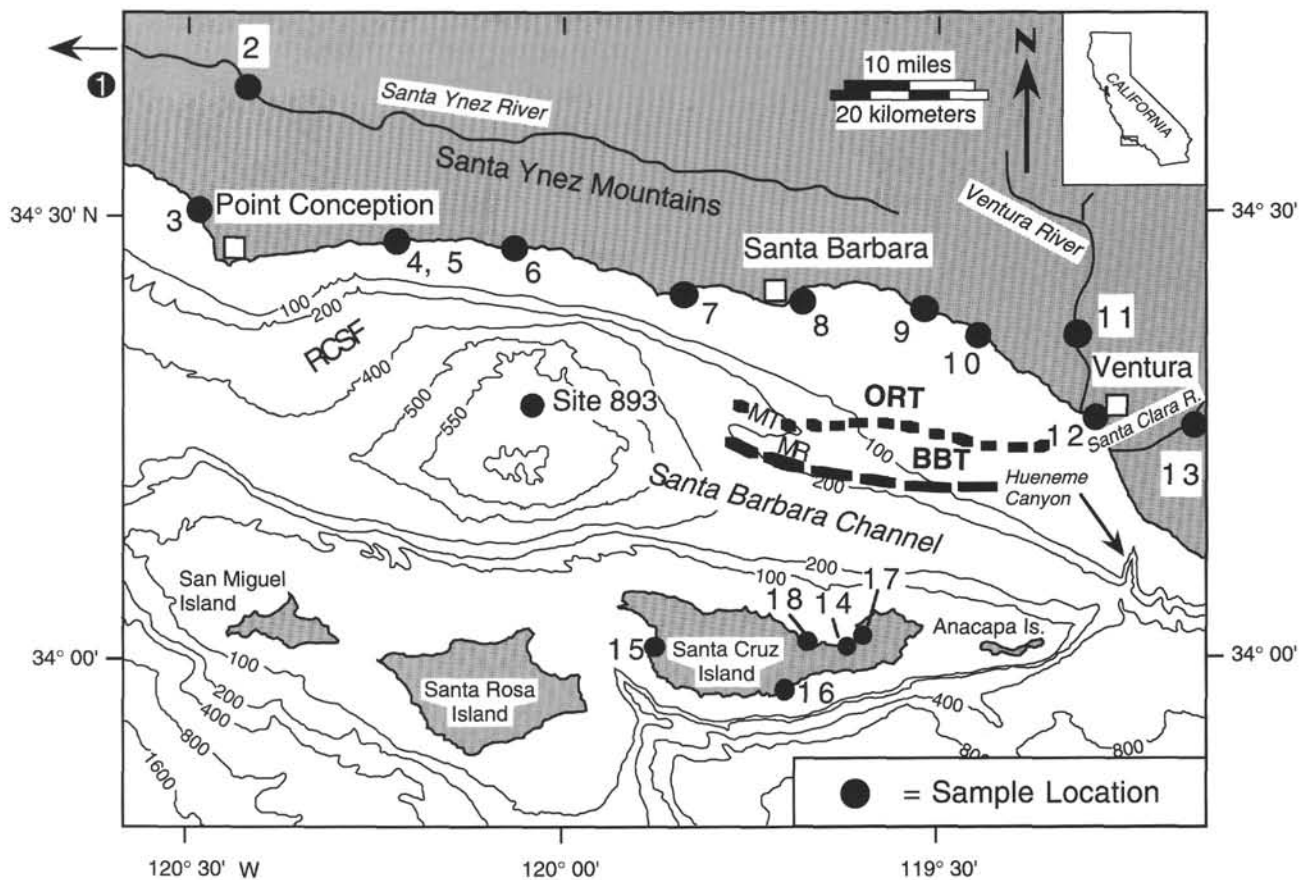 1
2
Santa Ynez River
10 miles
20 kilometers
N
CALIFORNIA
Santa Ynez Mountains
34° 30' N
34° 30'
3
Point Conception
4, 5
6
Santa Barbara
Ventura
River
7
8
9
10
11
Ventura
100
200
RCSF
400
500
550
Site 893
MT
ORT
100
12
Santa Clara R.
13
MR
BBT
200
Hueneme
Canyon
Santa Barbara Channel
200
100
San Miguel
Island
18
14
17
Anacapa Is.
34° 00'
34° 00'
15
Santa Cruz
Island
16
Santa Rosa
Island
100
200
400
800
1600
400
800
800
= Sample Location
120° 30' W
120° 00'
119° 30'